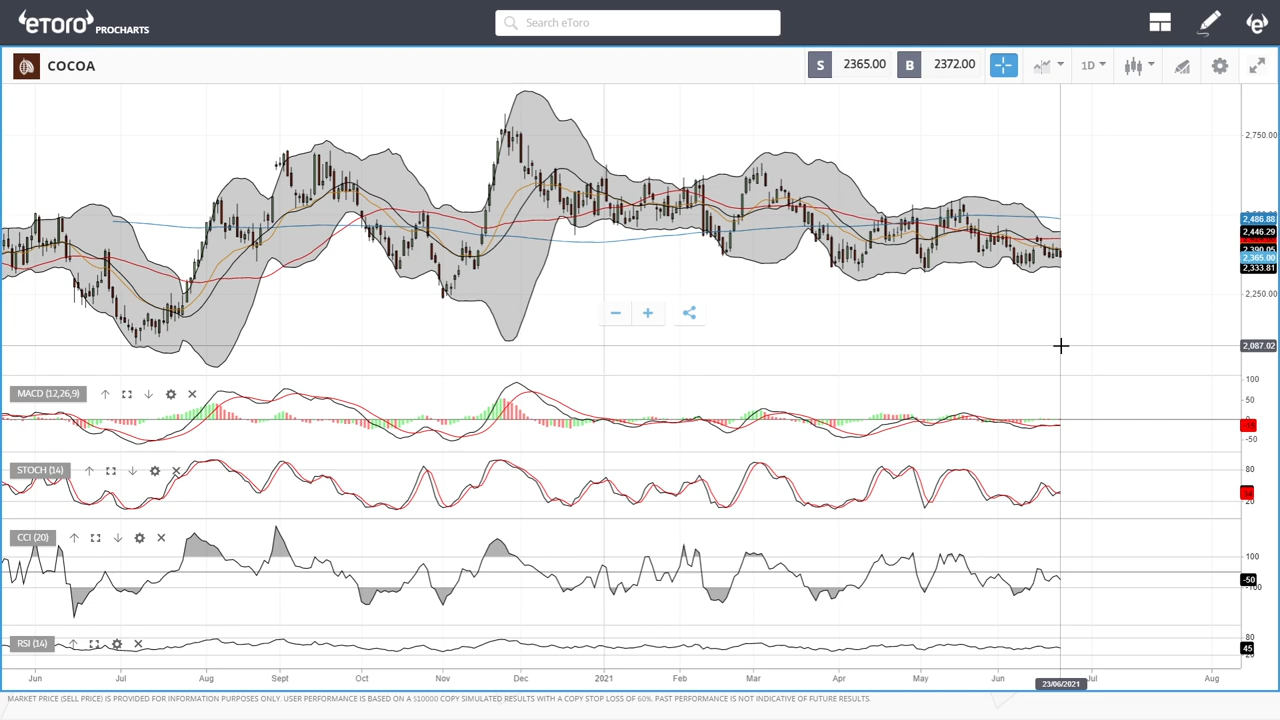 eToro PROCHARTS
Search eToro
COCOA
S 2365.00 B 2372.00
1D
2,750.00
2,486.88
2,446.29
2,390.05
2,365.00
2,333.81
2,250.00
2,087.02
MACD (12,26,9)
100
50
-50
STOCH (14)
80
20
CCI (20)
100
-50
-100
RSI (14)
80
45
20
Jun Jul Aug Sept Oct Nov Dec 2021 Feb Mar Apr May Jun Jul Aug
23/06/2021
MARKET PRICE (SELL PRICE) IS PROVIDED FOR INFORMATION PURPOSES ONLY. USER PERFORMANCE IS BASED ON A $10000 COPY SIMULATED RESULTS WITH A COPY STOP LOSS OF 60%. PAST PERFORMANCE IS NOT INDICATIVE OF FUTURE RESULTS.